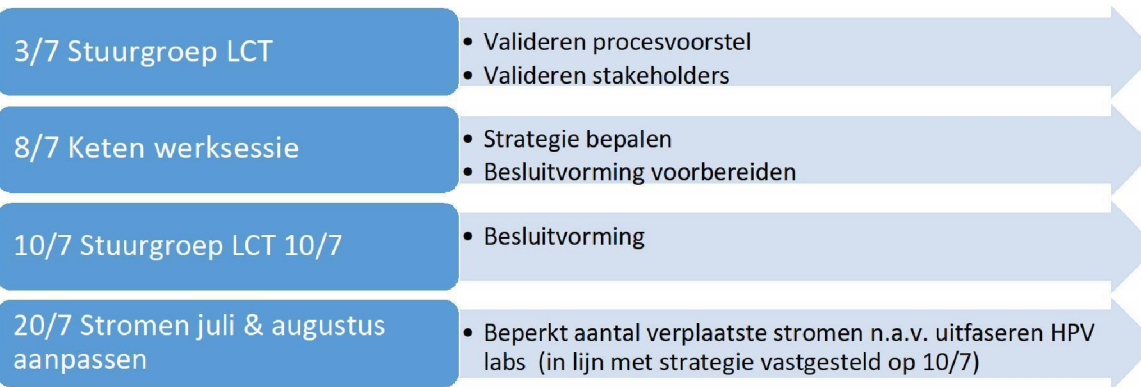 3/7 Stuurgroep LCT
• Valideren procesvoorstel
• Valideren stakeholders
8/7 Keten werksessie
• Strategie bepalen
• Besluitvorming voorbereiden
10/7 Stuurgroep LCT 10/7
• Besluitvorming
20/7 Stromen juli & augustus
aanpassen
• Beperkt aantal verplaatste stromen n.a.v. uitfaseren HPV
labs (in lijn met strategie vastgesteld op 10/7)